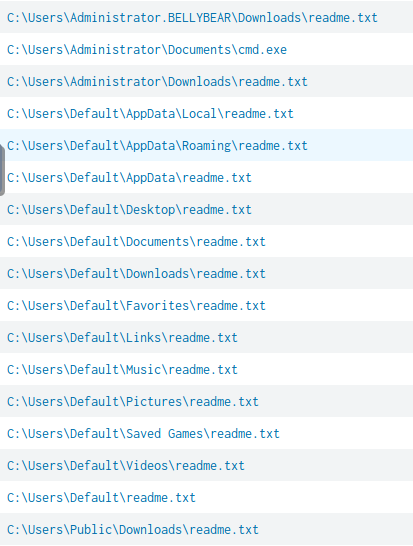 C:\Users\Administrator.BELLYBEAR\Downloads\readme.txt
C:\Users\Administrator\Documents\cmd.exe
C:\Users\Administrator\Downloads\readme.txt
C:\Users\Default\AppData\Local\readme.txt
C:\Users\Default\AppData\Roaming\readme.txt
C:\Users\Default\AppData\readme.txt
C:\Users\Default\Desktop\readme.txt
C:\Users\Default\Documents\readme.txt
C:\Users\Default\Downloads\readme.txt
C:\Users\Default\Favorites\readme.txt
C:\Users\Default\Links\readme.txt
C:\Users\Default\Music\readme.txt
C:\Users\Default\Pictures\readme.txt
C:\Users\Default\Saved Games\readme.txt
C:\Users\Default\Videos\readme.txt
C:\Users\Default\readme.txt
C:\Users\Public\Downloads\readme.txt